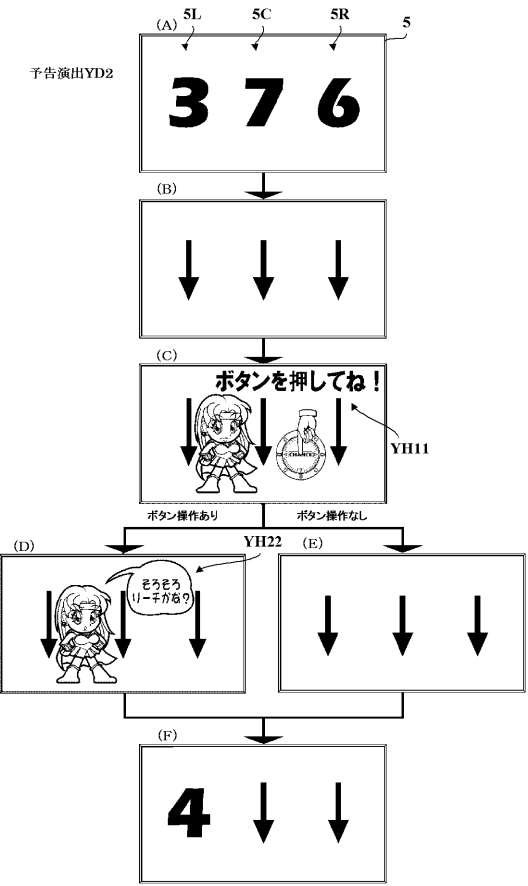 (A)
5L 5C 5R 5
予告演出YD2
3 7 6
(B)
(C)
ボタンを押してね！
CHANCE
YH11
ボタン操作あり ボタン操作なし
(D) YH22 (E)
そろそろ
リーチかな?
(F)
4